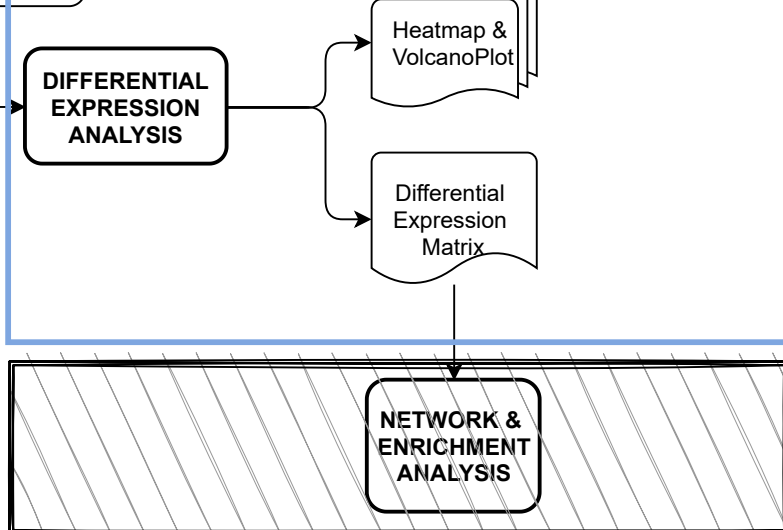 Heatmap &
VolcanoPlot
DIFFERENTIAL
EXPRESSION
ANALYSIS
Differential
Expression
Matrix
NETWORK &
ENRICHMENT
ANALYSIS